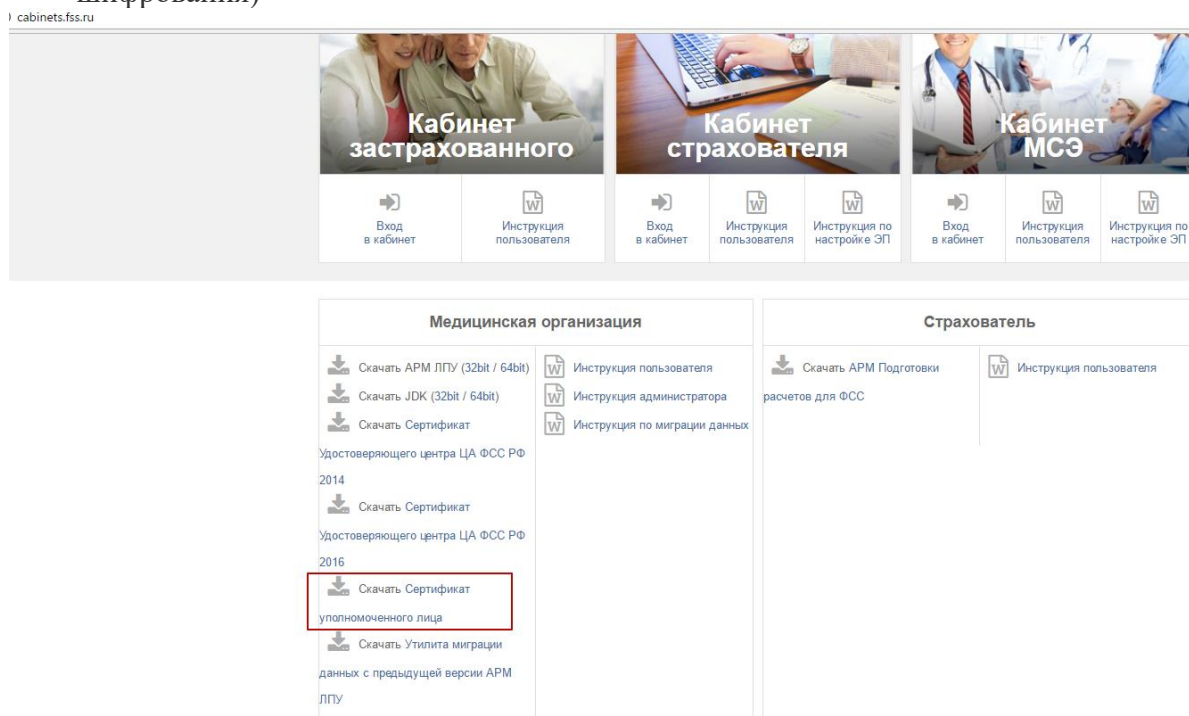 шифрования)
cabinets.fss.ru
Кабинет
застрахованного
Вход
в кабинет
Инструкция
пользователя
Кабинет
страхователя
Вход
в кабинет
Инструкция
пользователя
Инструкция по
настройке ЭП
Кабинет
МСЭ
Вход
в кабинет
Инструкция
пользователя
Инструкция по
настройке ЭП
Медицинская организация
Скачать АРМ ЛПУ (32bit / 64bit)
Скачать JDK (32bit / 64bit)
Скачать Сертификат
Удостоверяющего центра ЦА ФСС РФ
2014
Скачать Сертификат
Удостоверяющего центра ЦА ФСС РФ
2016
Скачать Сертификат
уполномоченного лица
Скачать Утилита миграции
данных с предыдущей версии АРМ
ЛПУ
Инструкция пользователя
Инструкция администратора
Инструкция по миграции данных
Страхователь
Скачать АРМ Подготовки
расчетов для ФСС
Инструкция пользователя